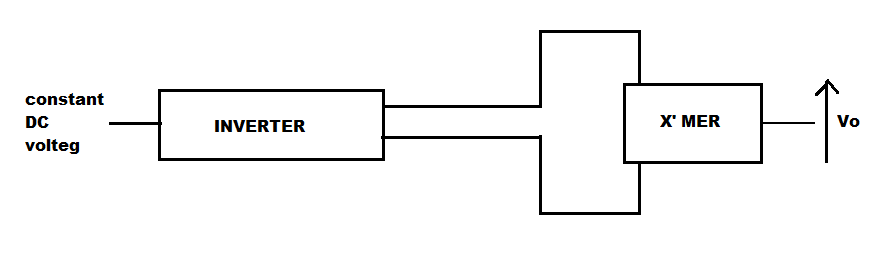 constant
DC
volteg
INVERTER
X' MER
Vo